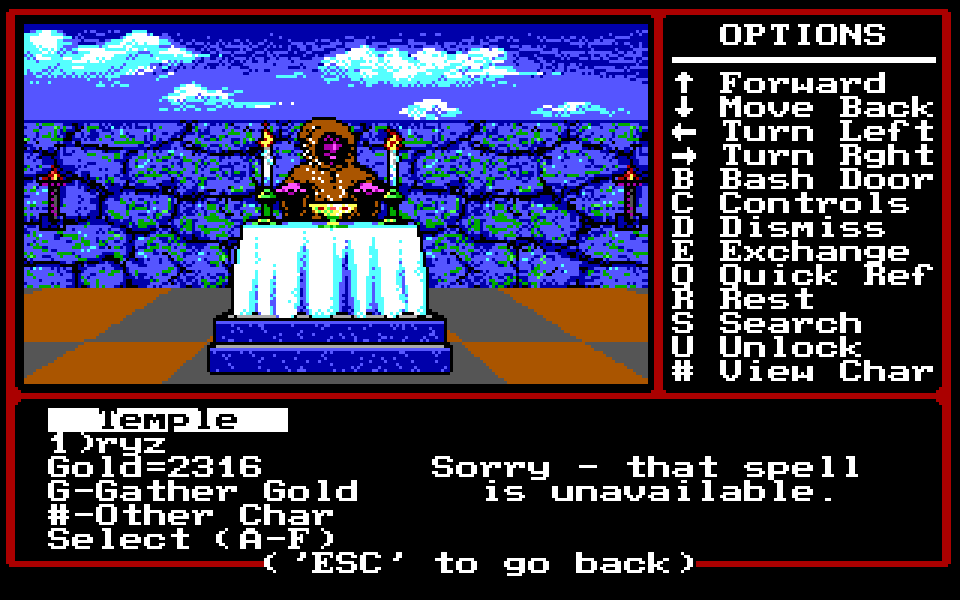 OPTIONS
↑ Forward
↓ Move Back
← Turn Left
→ Turn Rght
B Bash Door
C Controls
D Dismiss
E Exchange
Q Quick Ref
R Rest
S Search
U Unlock
# View Char
Temple
1)ryz
Gold=2316
G-Gather Gold
#-Other Char
Select (A-F)
Sorry - that spell
is unavailable.
('ESC' to go back)